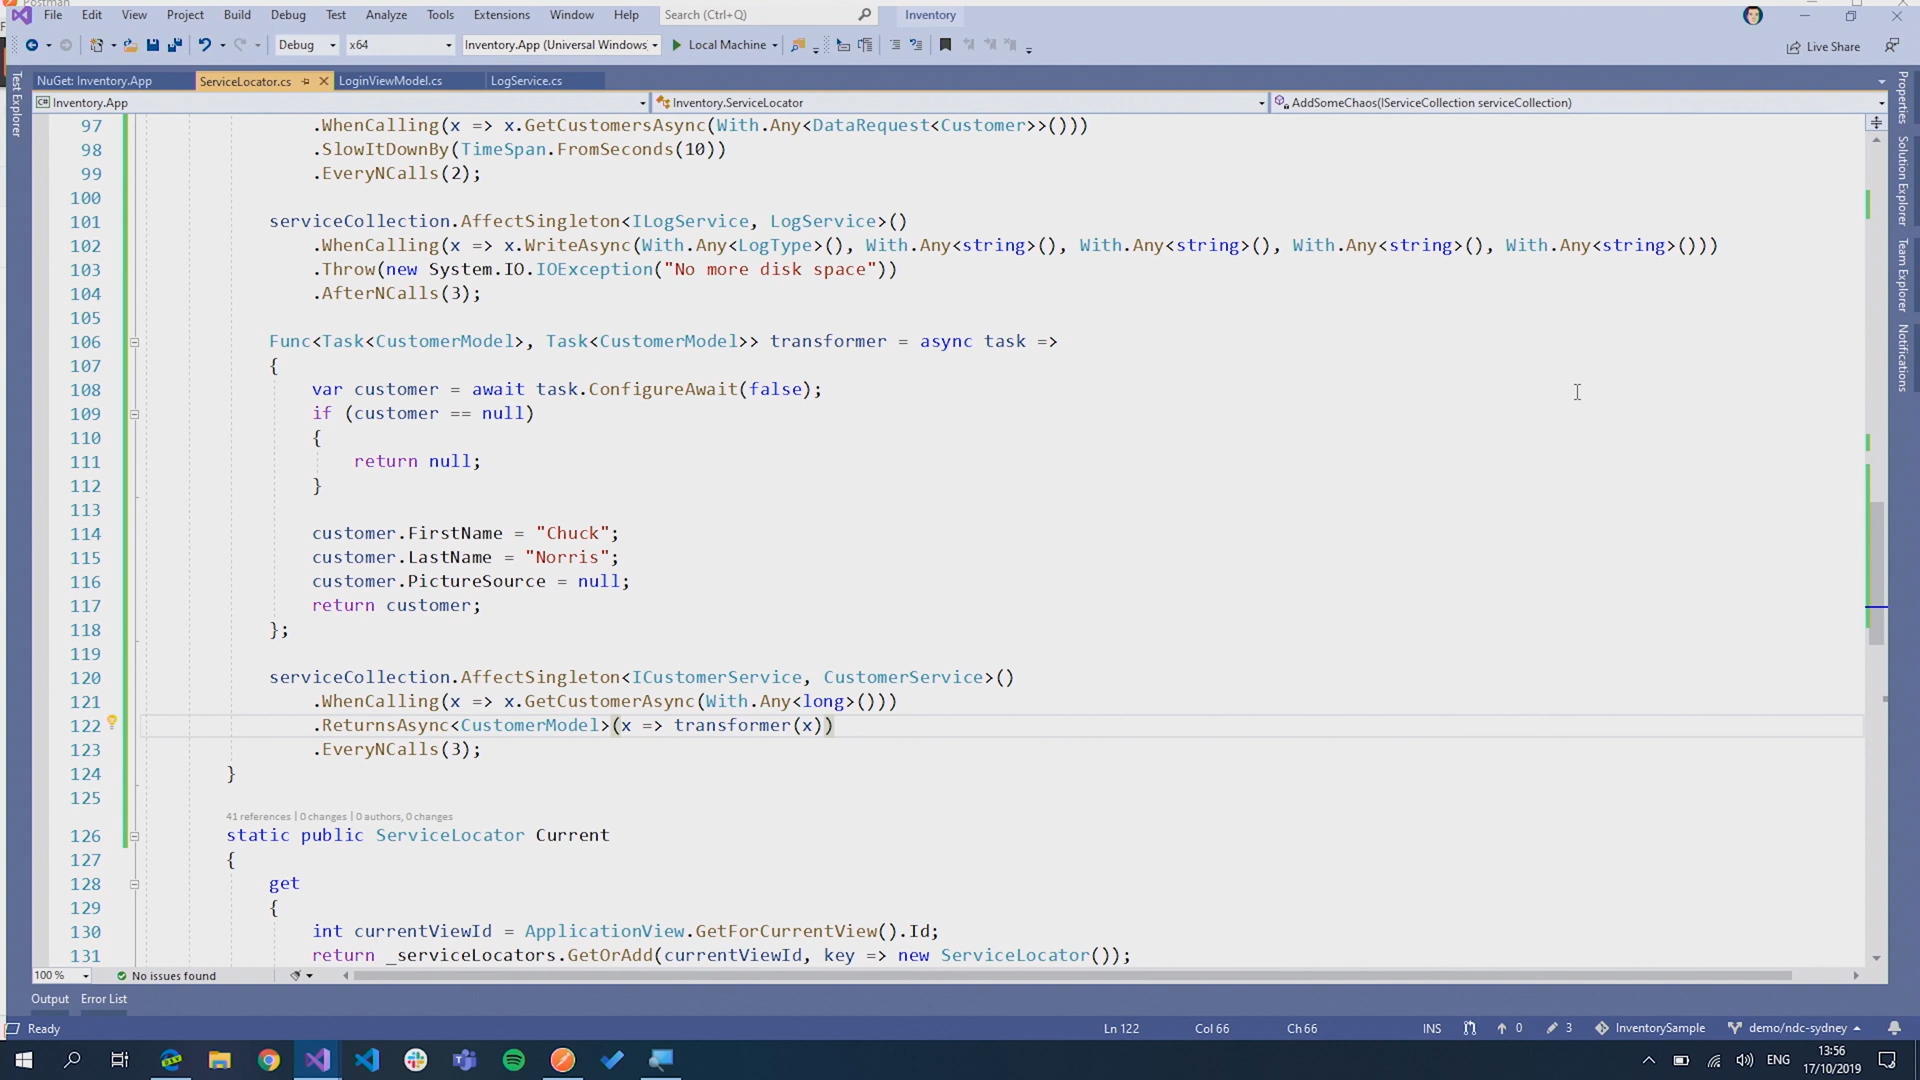 Postman
File Edit View Project Build Debug Test Analyze Tools Extensions Window Help Search (Ctrl+Q) Inventory
Debug x64 Inventory.App (Universal Windows) Local Machine Live Share
NuGet: Inventory.App ServiceLocator.cs LoginViewModel.cs LogService.cs
Inventory.App Inventory.ServiceLocator AddSomeChaos(IServiceCollection serviceCollection)
Test Explorer
Properties
Solution Explorer
Team Explorer
Notifications
97 .WhenCalling(x => x.GetCustomersAsync(With.Any<DataRequest<Customer>>()))
98 .SlowItDownBy(TimeSpan.FromSeconds(10))
99 .EveryNCalls(2);
100
101 serviceCollection.AffectSingleton<ILogService, LogService>()
102 .WhenCalling(x => x.WriteAsync(With.Any<LogType>(), With.Any<string>(), With.Any<string>(), With.Any<string>(), With.Any<string>()))
103 .Throw(new System.IO.IOException("No more disk space"))
104 .AfterNCalls(3);
105
106 Func<Task<CustomerModel>, Task<CustomerModel>> transformer = async task =>
107 {
108 var customer = await task.ConfigureAwait(false);
109 if (customer == null)
110 {
111 return null;
112 }
113
114 customer.FirstName = "Chuck";
115 customer.LastName = "Norris";
116 customer.PictureSource = null;
117 return customer;
118 };
119
120 serviceCollection.AffectSingleton<ICustomerService, CustomerService>()
121 .WhenCalling(x => x.GetCustomerAsync(With.Any<long>()))
122 .ReturnsAsync<CustomerModel>(x => transformer(x))
123 .EveryNCalls(3);
124 }
125
41 references | 0 changes | 0 authors, 0 changes
126 static public ServiceLocator Current
127 {
128 get
129 {
130 int currentViewId = ApplicationView.GetForCurrentView().Id;
131 return _serviceLocators.GetOrAdd(currentViewId, key => new ServiceLocator());
100 % No issues found
Output Error List
Ready Ln 122 Col 66 Ch 66 INS 0 3 InventorySample demo/ndc-sydney
ENG 13:56
17/10/2019